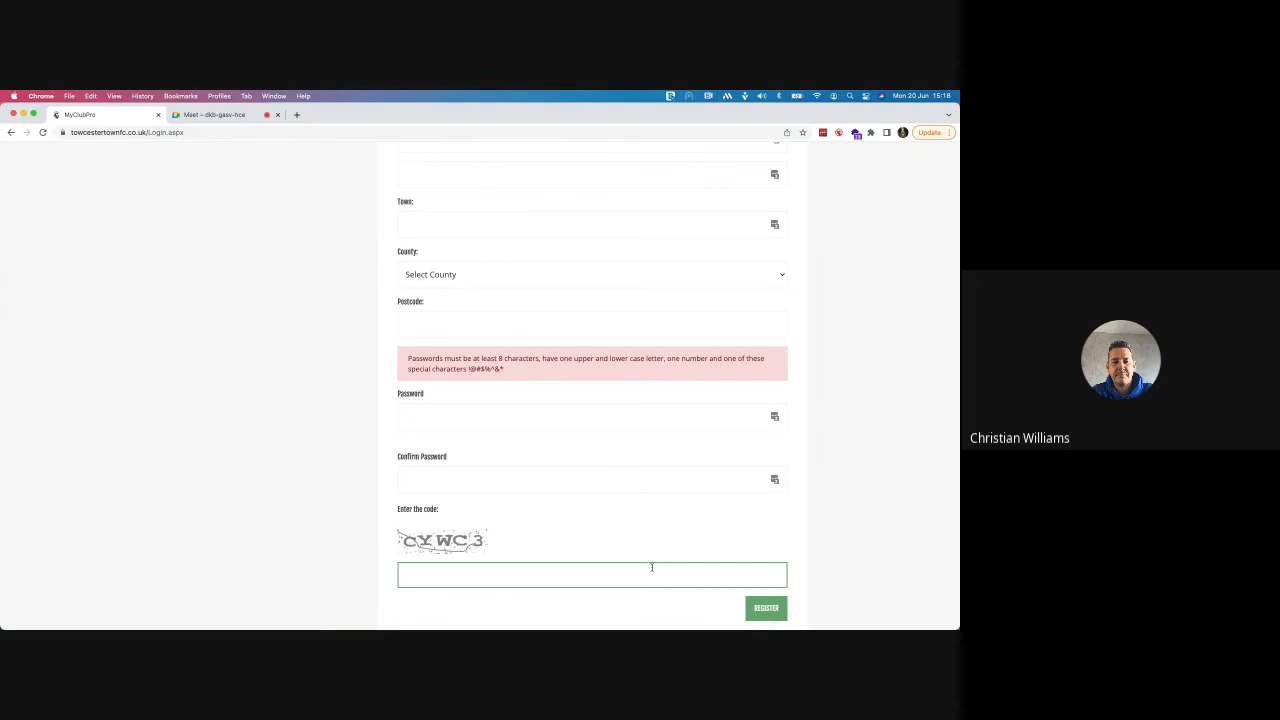 Chrome File Edit View History Bookmarks Profiles Tab Window Help Mon 20 Jun 15:18
MyClubPro Meet – dkb-gasv-hce
towcestertownfc.co.uk/Login.aspx Update
Town:
County:
Select County
Postcode:
Passwords must be at least 8 characters, have one upper and lower case letter, one number and one of these
special characters !@#$%^&*
Password
Confirm Password
Enter the code:
CYWC3
REGISTER
Christian Williams